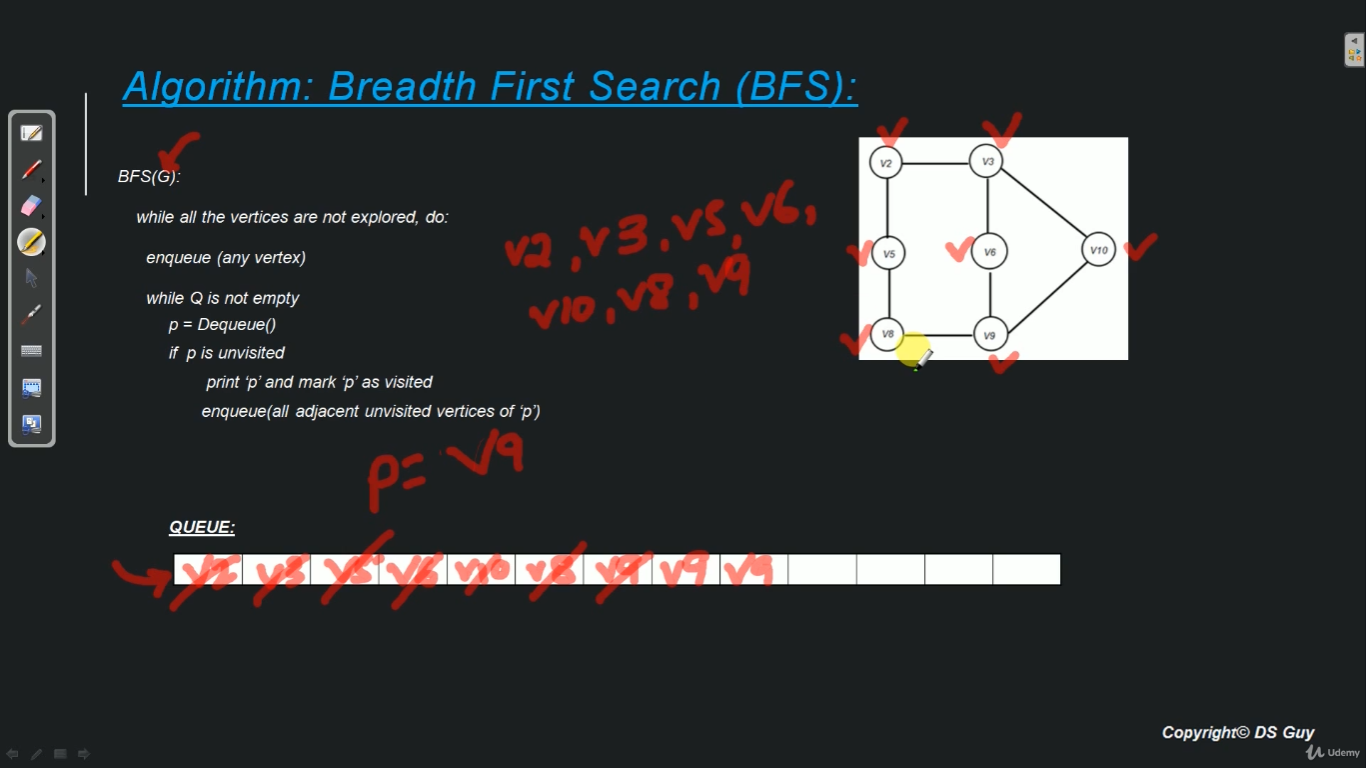 Algorithm: Breadth First Search (BFS):
BFS(G):
while all the vertices are not explored, do:
enqueue (any vertex)
while Q is not empty
p = Dequeue()
if p is unvisited
print ‘p’ and mark ‘p’ as visited
enqueue(all adjacent unvisited vertices of ‘p’)
v2, v3, v5, v6,
v10, v8, v9
V2 V3
V5 V6 V10
V8 V9
p= v9
QUEUE:
v2 v3 v5 v6 v10 v8 v9 v9 v9
Copyright© DS Guy
Udemy